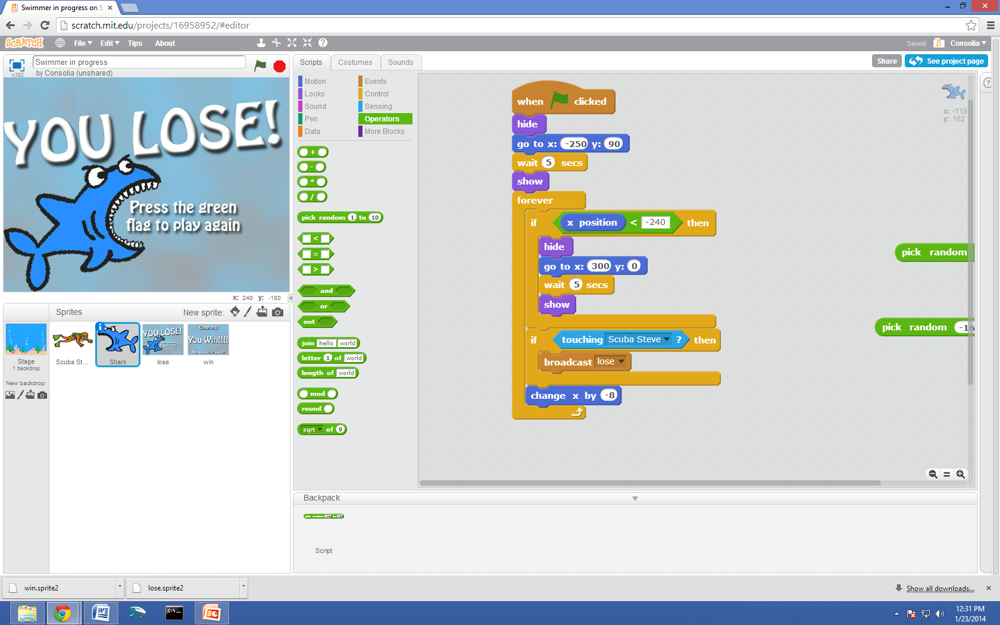 Swimmer in progress on S
scratch.mit.edu/projects/16958952/#editor
SCRATCH File Edit Tips About Saved S Consolia
Swimmer in progress
by Consolia (unshared)
v392
Scripts Costumes Sounds
Share See project page
YOU LOSE!
Press the green
flag to play again
x: 240 y: -180
Motion Events
Looks Control
Sound Sensing
Pen Operators
Data More Blocks
+
-
*
/
pick random 1 to 10
<
=
>
and
or
not
join hello world
letter 1 of world
length of world
mod
round
sqrt of 9
when clicked
hide
go to x: -250 y: 90
wait 5 secs
show
forever
if x position < -240 then
hide
go to x: 300 y: 0
wait 5 secs
show
if touching Scuba Steve ? then
broadcast lose
change x by -8
x: -118
y: 162
pick random
pick random -16
?
=
Sprites New sprite:
Stage
1 backdrop
New backdrop:
Scuba St...
Shark
YOU LOSE!
lose
Congrats!
You Win!!!!
win
Backpack
Script
win.sprite2 lose.sprite2 Show all downloads...
12:31 PM
1/23/2014